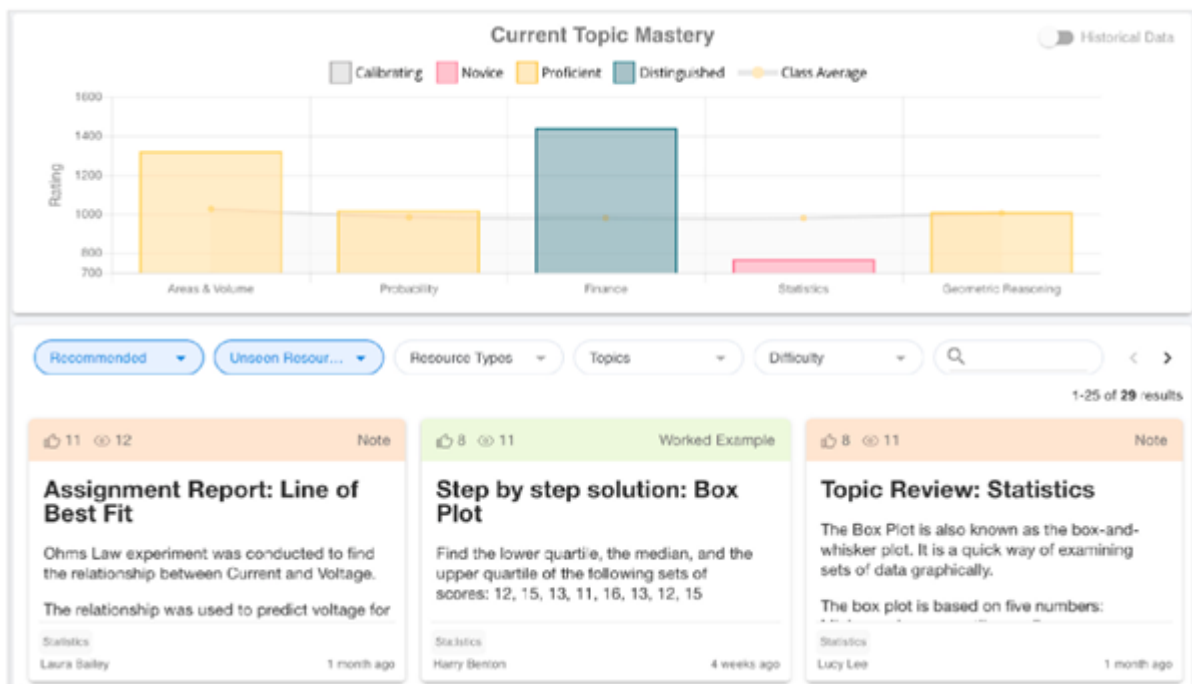 Current Topic Mastery
Historical Data
Calibrating Novice Proficient Distinguished Class Average
1600
1400
1200
1000
800
700
Rating
Areas & Volume Probability Finance Statistics Geometric Reasoning
Recommended Unseen Resour... Resource Types Topics Difficulty
1-25 of 29 results
11 12 Note
Assignment Report: Line of
Best Fit
Ohms Law experiment was conducted to find
the relationship between Current and Voltage.
The relationship was used to predict voltage for
Statistics
Laura Bailey 1 month ago
8 11 Worked Example
Step by step solution: Box
Plot
Find the lower quartile, the median, and the
upper quartile of the following sets of
scores: 12, 15, 13, 11, 16, 13, 12, 15
Statistics
Harry Benton 4 weeks ago
8 11 Note
Topic Review: Statistics
The Box Plot is also known as the box-and-
whisker plot. It is a quick way of examining
sets of data graphically.
The box plot is based on five numbers:
Statistics
Lucy Lee 1 month ago